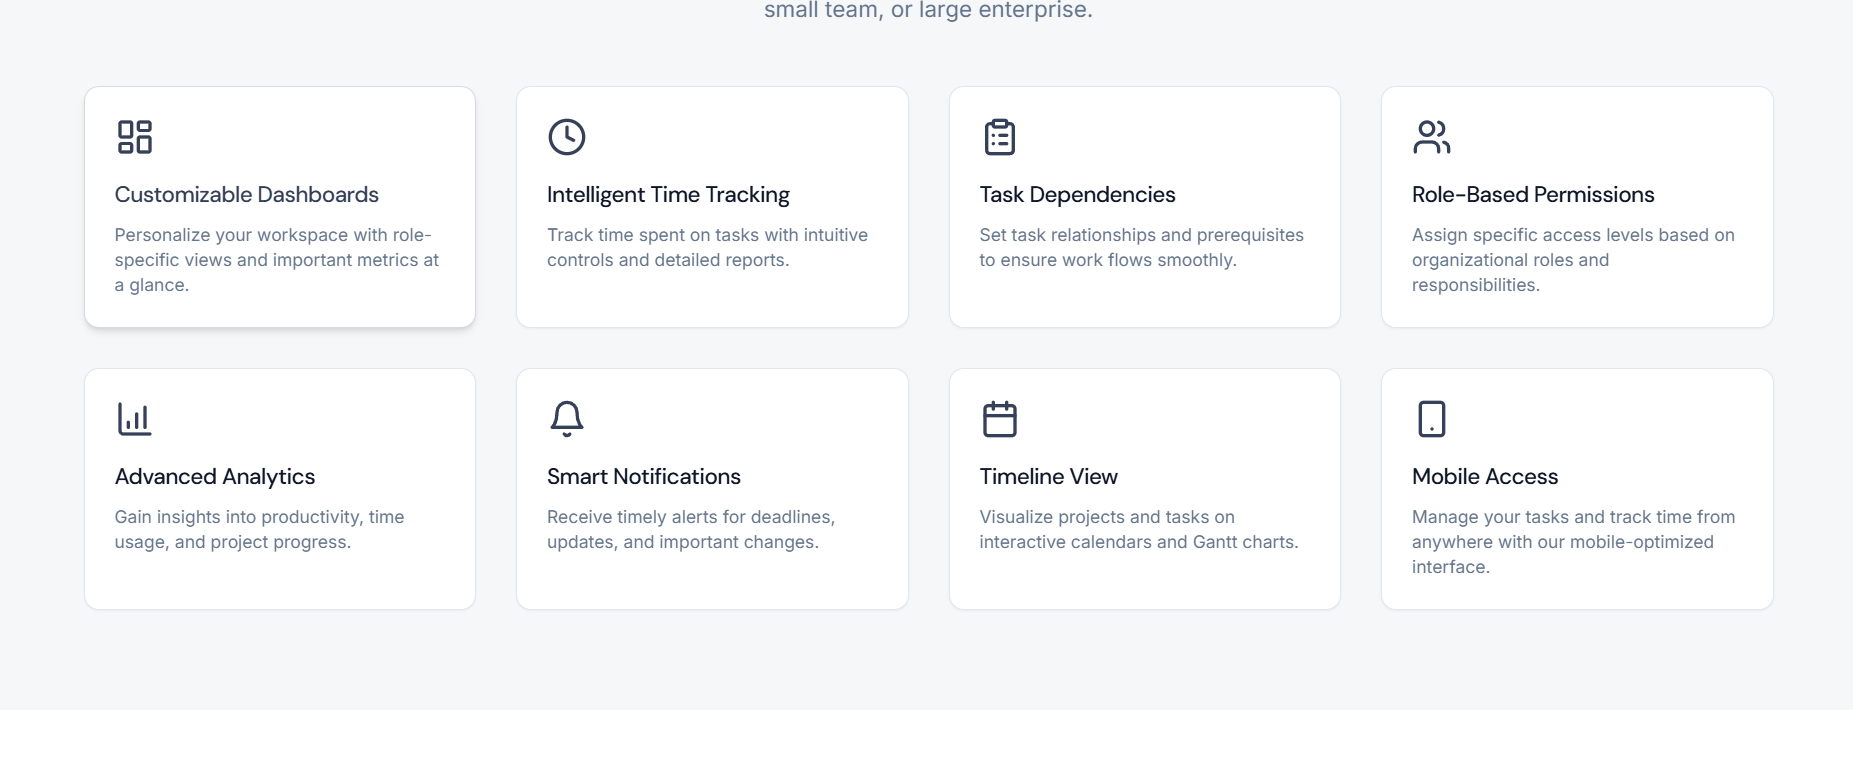 small team, or large enterprise.
Customizable Dashboards
Personalize your workspace with role-
specific views and important metrics at
a glance.
Intelligent Time Tracking
Track time spent on tasks with intuitive
controls and detailed reports.
Task Dependencies
Set task relationships and prerequisites
to ensure work flows smoothly.
Role-Based Permissions
Assign specific access levels based on
organizational roles and
responsibilities.
Advanced Analytics
Gain insights into productivity, time
usage, and project progress.
Smart Notifications
Receive timely alerts for deadlines,
updates, and important changes.
Timeline View
Visualize projects and tasks on
interactive calendars and Gantt charts.
Mobile Access
Manage your tasks and track time from
anywhere with our mobile-optimized
interface.